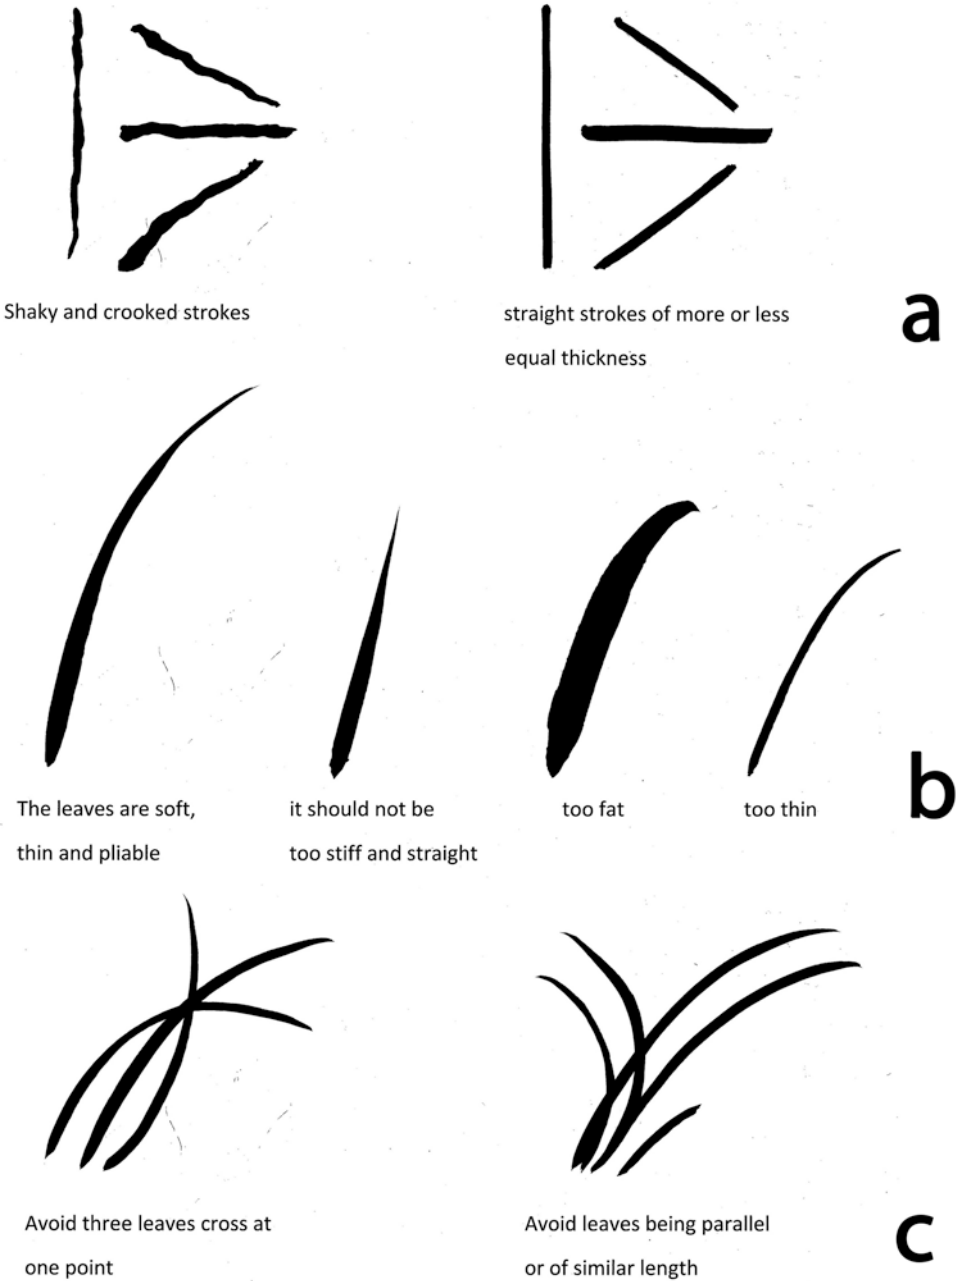 Shaky and crooked strokes
straight strokes of more or less
equal thickness
a
The leaves are soft,
thin and pliable
it should not be
too stiff and straight
too fat
too thin
b
Avoid three leaves cross at
one point
Avoid leaves being parallel
or of similar length
c